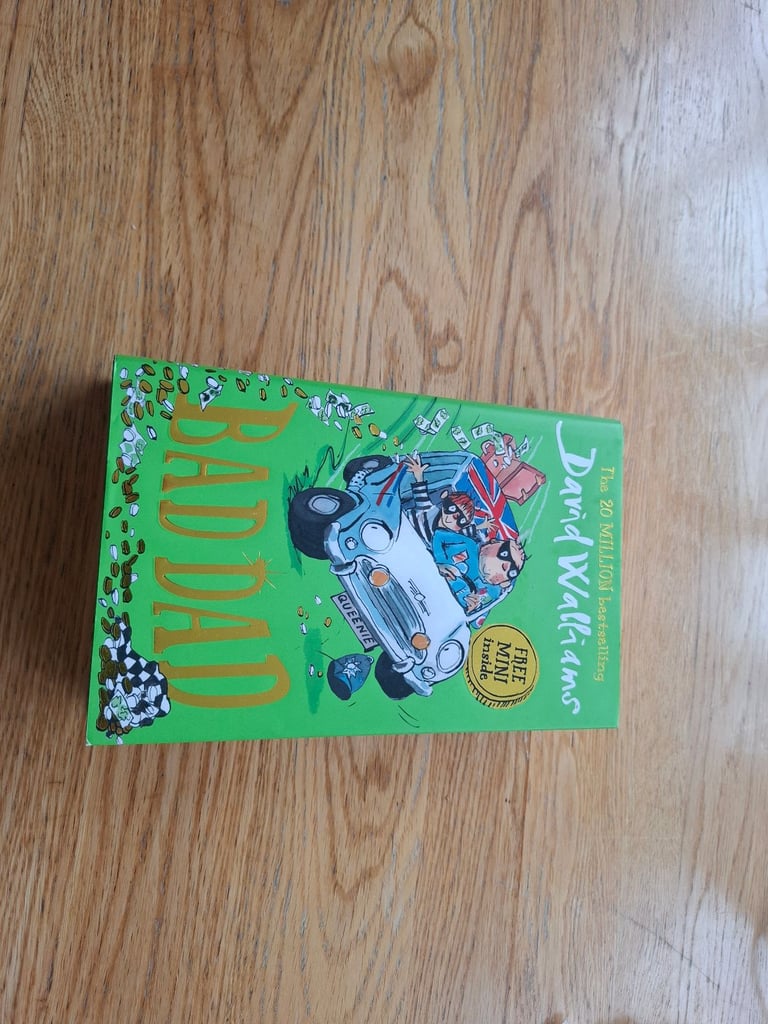 The 20 MILLION bestselling
David Walliams
FREE
MINI
inside
QUEENIE
BAD DAD